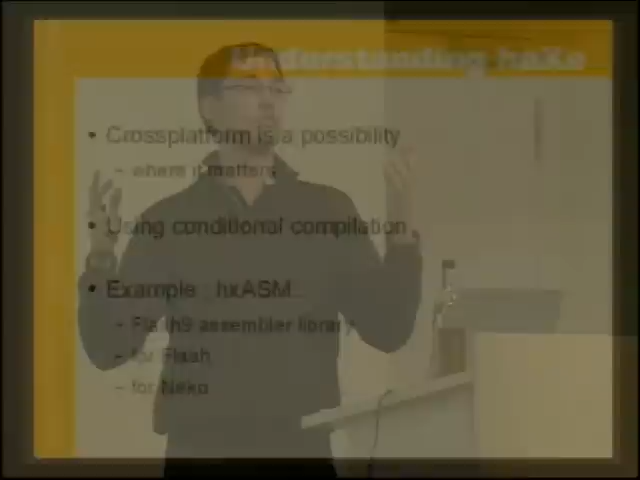 Understanding haXe
• Crossplatform is a possibility
– where it matters
• Using conditional compilation
• Example : hxASM
– Flash9 assembler library
– for Flash
– for Neko